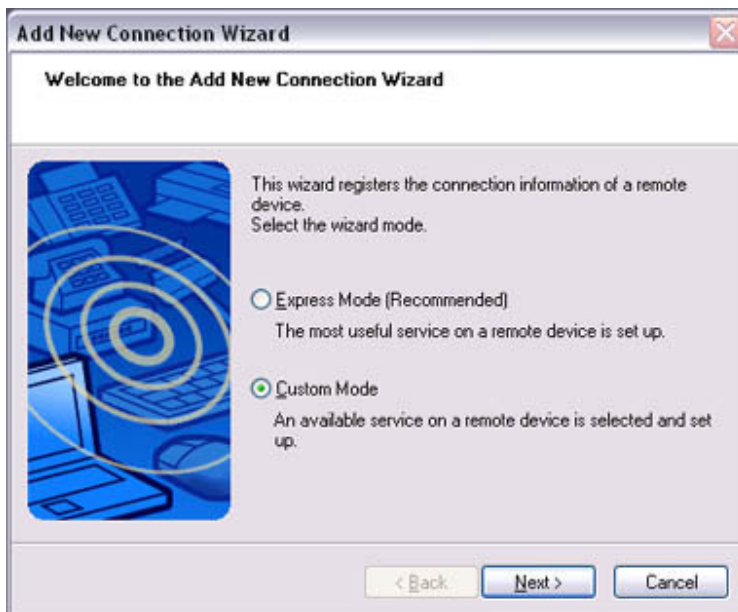 Add New Connection Wizard
Welcome to the Add New Connection Wizard
This wizard registers the connection information of a remote
device.
Select the wizard mode.
Express Mode (Recommended)
The most useful service on a remote device is set up.
Custom Mode
An available service on a remote device is selected and set
up.
< Back
Next >
Cancel